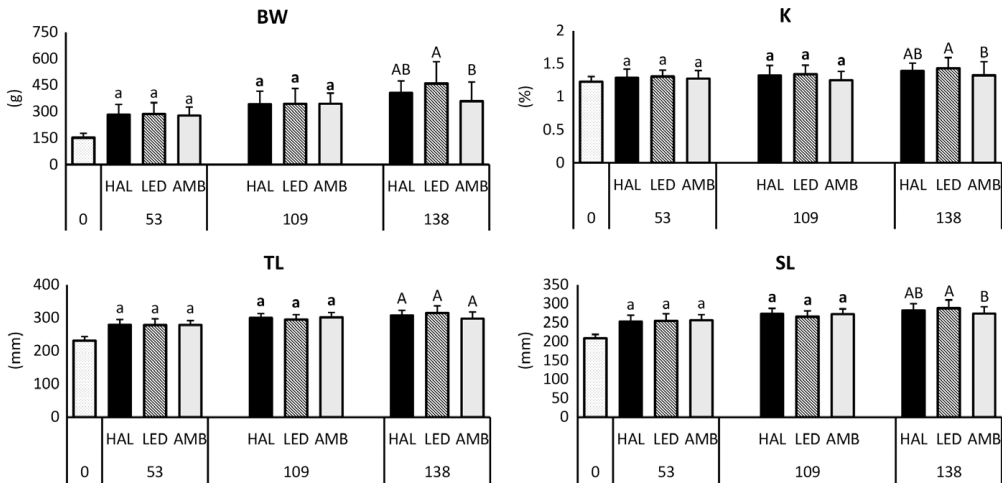 BW
750
600
450
300
150
0
(g)
a a a
a a a
AB A B
HAL LED AMB HAL LED AMB HAL LED AMB
0 53 109 138
K
2
1.5
1
0.5
0
(%)
a a a
a a a
AB A B
HAL LED AMB HAL LED AMB HAL LED AMB
0 53 109 138
TL
400
300
200
100
0
(mm)
a a a
a a a
A A A
HAL LED AMB HAL LED AMB HAL LED AMB
0 53 109 138
SL
350
300
250
200
150
100
50
0
(mm)
a a a
a a a
AB A B
HAL LED AMB HAL LED AMB HAL LED AMB
0 53 109 138